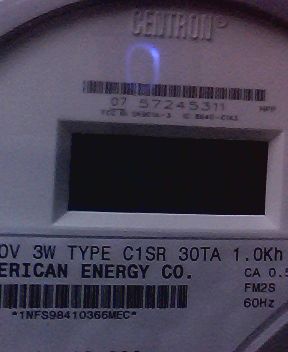 CENTRON®
07 57245311
0V 3W TYPE C1SR 30TA 1.0Kh
ERICAN ENERGY CO.
CA 0.5
FM2S
*1NFS98410366MEC*
60Hz